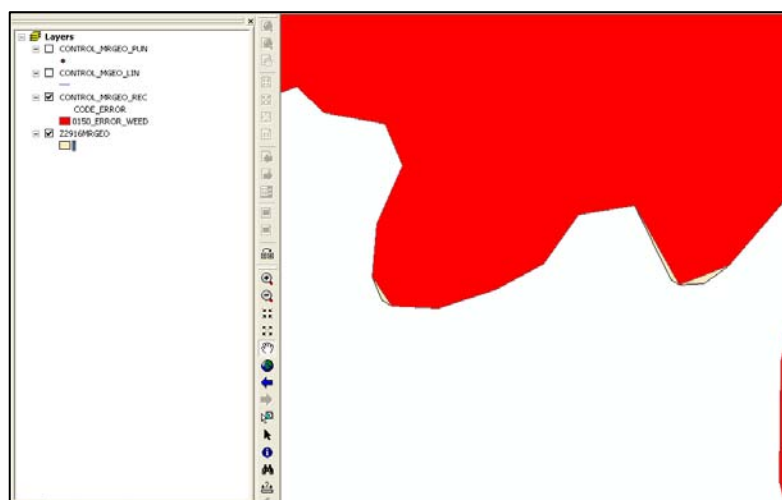 Layers
CONTROL_MRGEO_PUN
CONTROL_MGEO_LIN
CONTROL_MRGEO_REC
CODE_ERROR
0150_ERROR_WEED
Z2916MRGEO